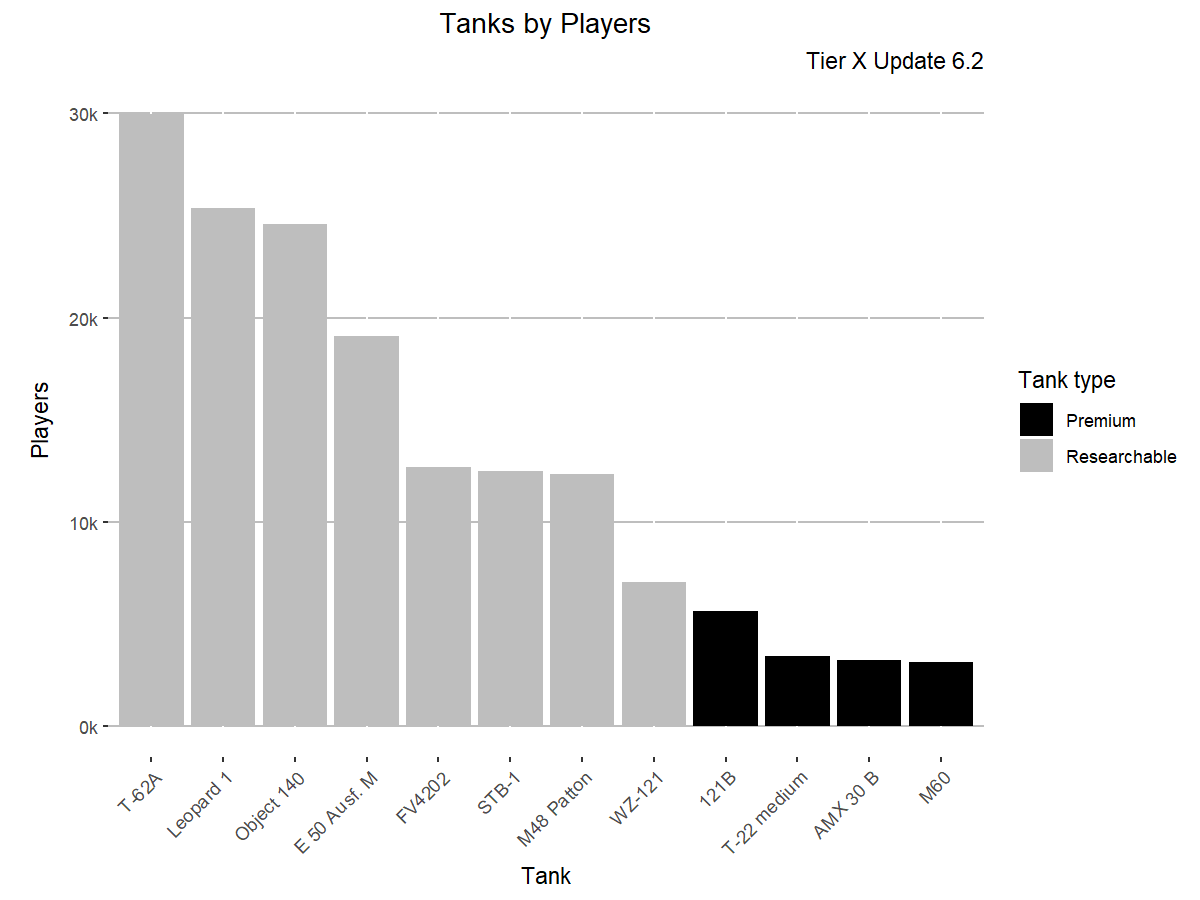 Tanks by Players
Tier X Update 6.2
30k
20k
10k
0k
Players
T-62A
Leopard 1
Object 140
E 50 Ausf. M
FV4202
STB-1
M48 Patton
WZ-121
121B
T-22 medium
AMX 30 B
M60
Tank
Tank type
Premium
Researchable